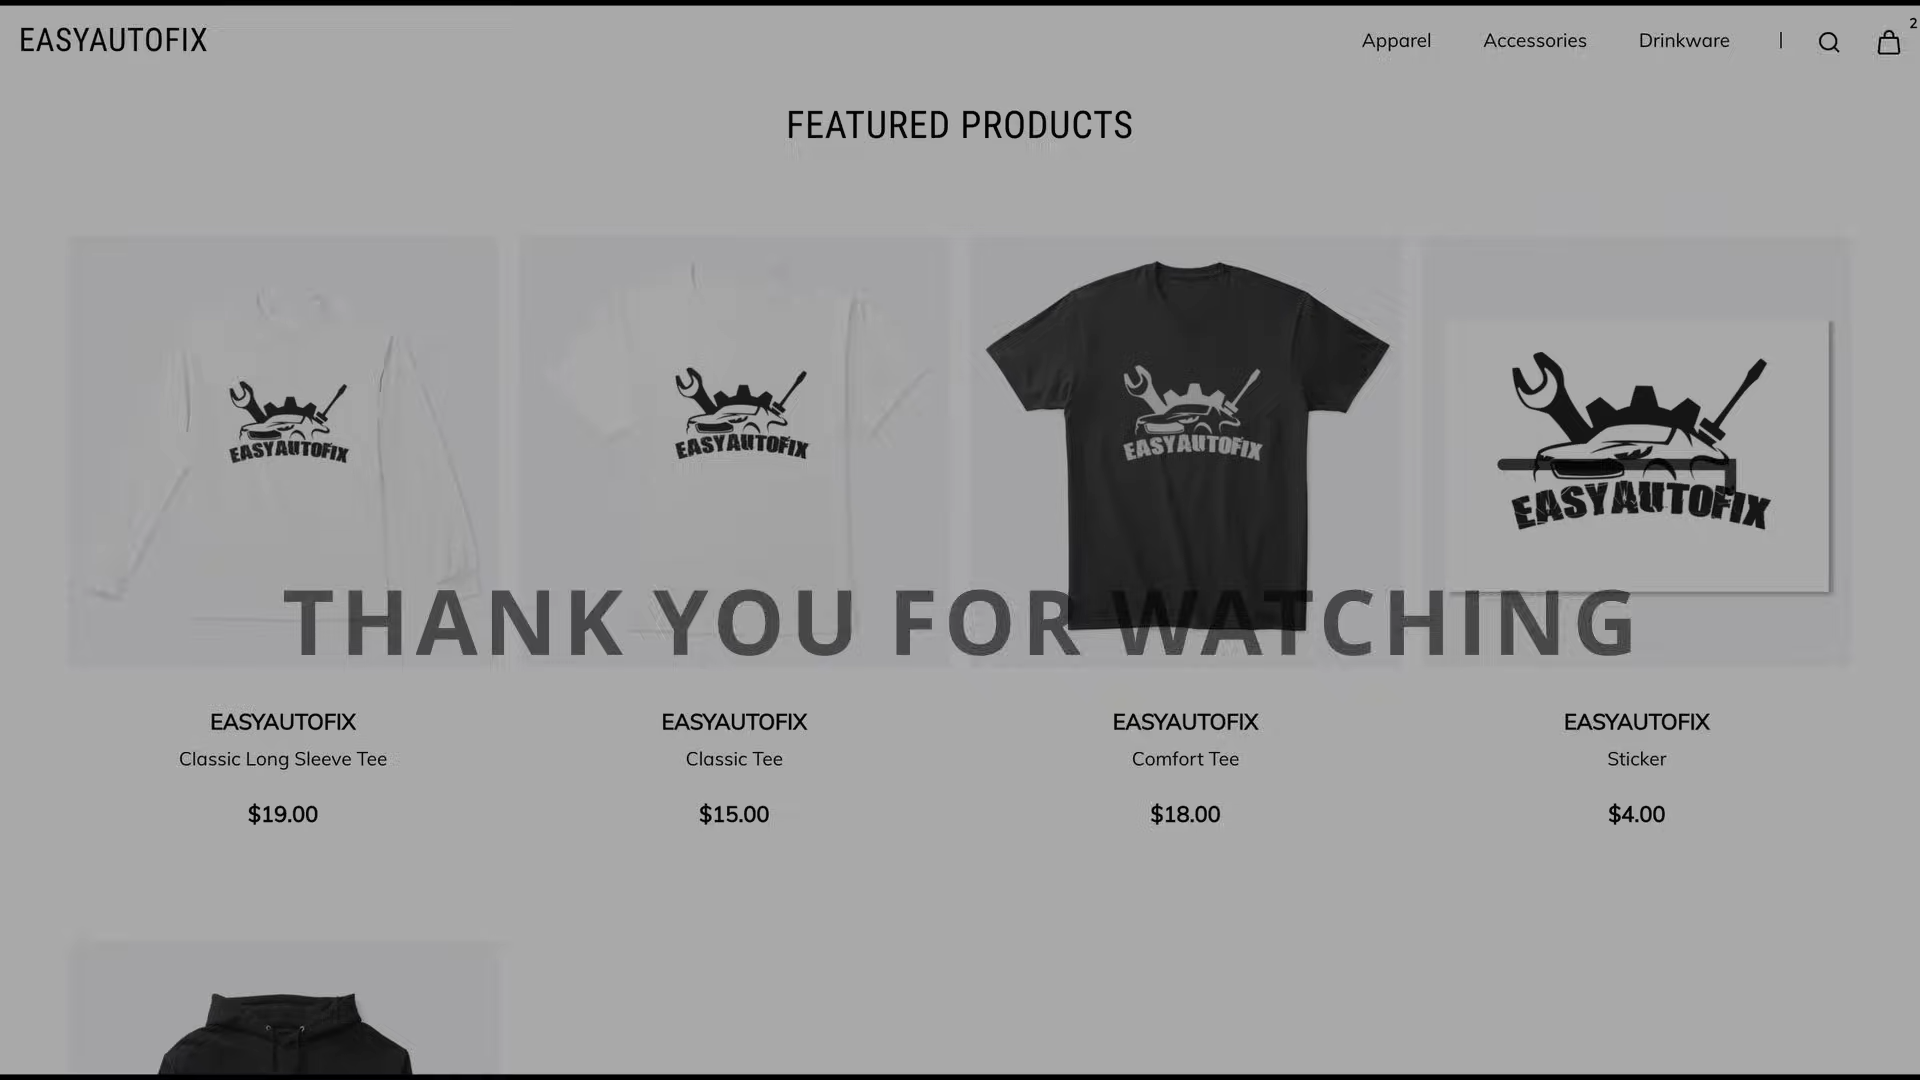 EASYAUTOFIX
Apparel Accessories Drinkware | 2
FEATURED PRODUCTS
EASYAUTOFIX
EASYAUTOFIX
EASYAUTOFIX
EASYAUTOFIX
THANK YOU FOR WATCHING
EASYAUTOFIX
Classic Long Sleeve Tee
$19.00
EASYAUTOFIX
Classic Tee
$15.00
EASYAUTOFIX
Comfort Tee
$18.00
EASYAUTOFIX
Sticker
$4.00